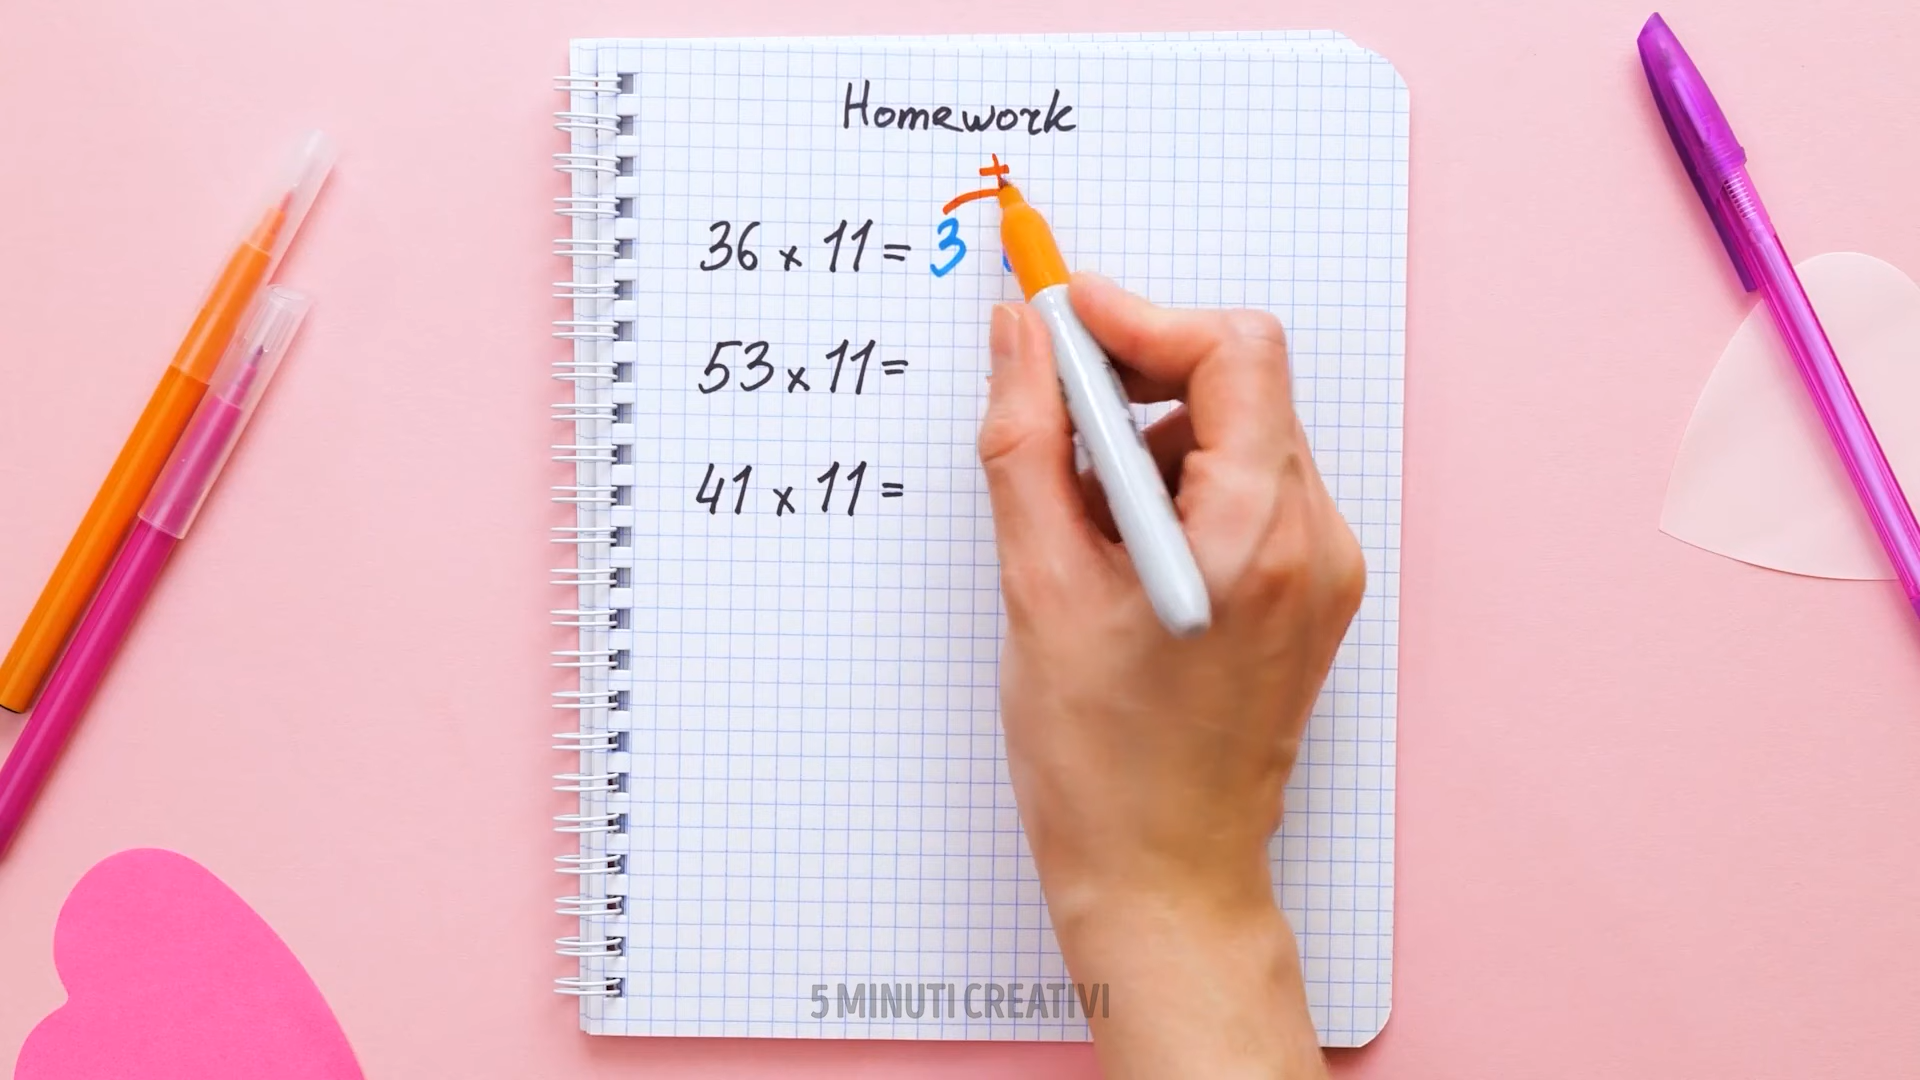 Homework
+
36 x 11 = 3
53 x 11 =
41 x 11 =
5 MINUTI CREATIVI